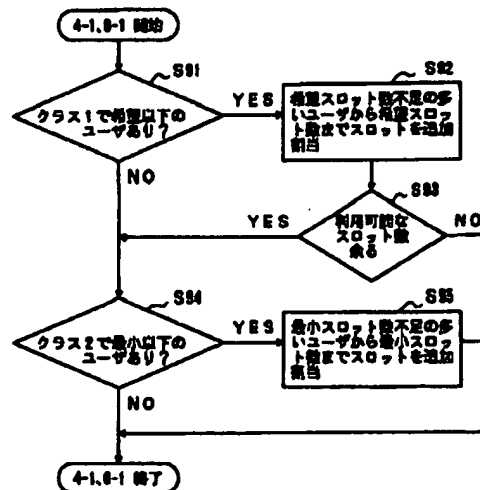 4-1、6-1 開始
S91
クラス1で希望以下の
ユーザあり?
YES
NO
S92
希望スロット数不足の多
いユーザから希望スロッ
ト数までスロットを追加
割当
S93
利用可能な
スロット数
余る
YES
NO
S94
クラス2で最小以下の
ユーザあり?
YES
NO
S95
最小スロット数不足の多
いユーザから最小スロッ
ト数までスロットを追加
割当
4-1、6-1 終了